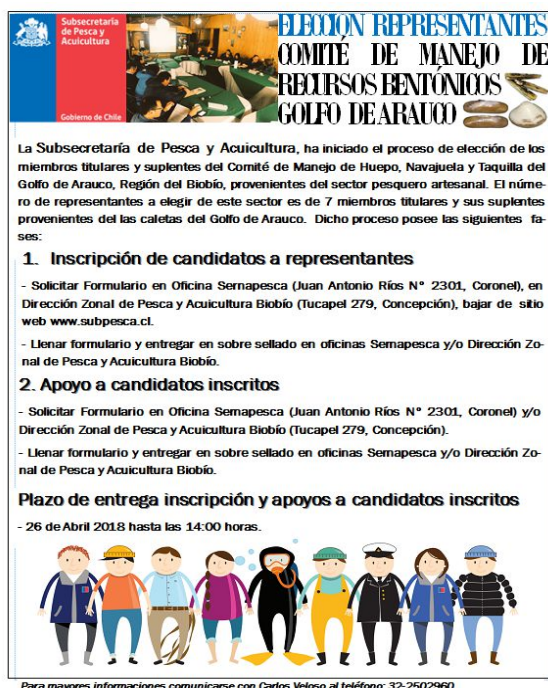 Subsecretaría
de Pesca y
Acuicultura
Gobierno de Chile
ELECCION REPRESENTANTES
COMITÉ DE MANEJO DE
RECURSOS BENTÓNICOS
GOLFO DE ARAUCO
La Subsecretaría de Pesca y Acuicultura, ha iniciado el proceso de elección de los
miembros titulares y suplentes del Comité de Manejo de Huepo, Navajuela y Taquilla del
Golfo de Arauco, Región del Biobío, provenientes del sector pesquero artesanal. El núme-
ro de representantes a elegir de este sector es de 7 miembros titulares y sus suplentes
provenientes del las caletas del Golfo de Arauco. Dicho proceso posee las siguientes fa-
ses:
1. Inscripción de candidatos a representantes
- Solicitar Formulario en Oficina Sernapesca (Juan Antonio Ríos N° 2301, Coronel), en
Dirección Zonal de Pesca y Acuicultura Biobío (Tucapel 279, Concepción), bajar de sitio
web www.subpesca.cl.
- Llenar formulario y entregar en sobre sellado en oficinas Sernapesca y/o Dirección Zo-
nal de Pesca y Acuicultura Biobío.
2. Apoyo a candidatos inscritos
- Solicitar Formulario en Oficina Sernapesca (Juan Antonio Ríos N° 2301, Coronel) y/o
Dirección Zonal de Pesca y Acuicultura Biobío (Tucapel 279, Concepción).
- Llenar formulario y entregar en sobre sellado en oficinas Sernapesca y/o Dirección Zo-
nal de Pesca y Acuicultura Biobío.
Plazo de entrega inscripción y apoyos a candidatos inscritos
- 26 de Abril 2018 hasta las 14:00 horas.
Para mayores informaciones comunicarse con Carlos Veloso al teléfono: 32-2502960